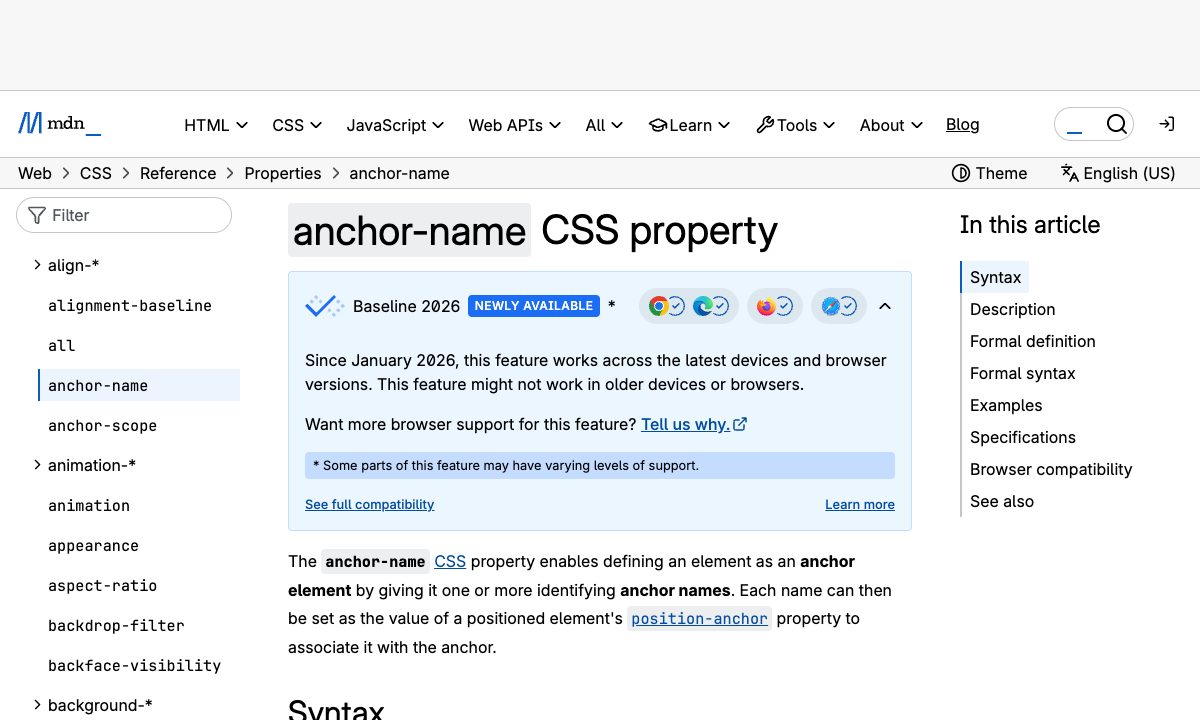 mdn_
HTML CSS JavaScript Web APIs All Learn Tools About Blog
Web CSS Reference Properties anchor-name
Theme English (US)
Filter
align-*
alignment-baseline
all
anchor-name
anchor-scope
animation-*
animation
appearance
aspect-ratio
backdrop-filter
backface-visibility
background-*
anchor-name CSS property
Baseline 2026 NEWLY AVAILABLE *
Since January 2026, this feature works across the latest devices and browser
versions. This feature might not work in older devices or browsers.
Want more browser support for this feature? Tell us why.
* Some parts of this feature may have varying levels of support.
See full compatibility Learn more
The anchor-name CSS property enables defining an element as an anchor
element by giving it one or more identifying anchor names. Each name can then
be set as the value of a positioned element's position-anchor property to
associate it with the anchor.
Syntax
In this article
Syntax
Description
Formal definition
Formal syntax
Examples
Specifications
Browser compatibility
See also